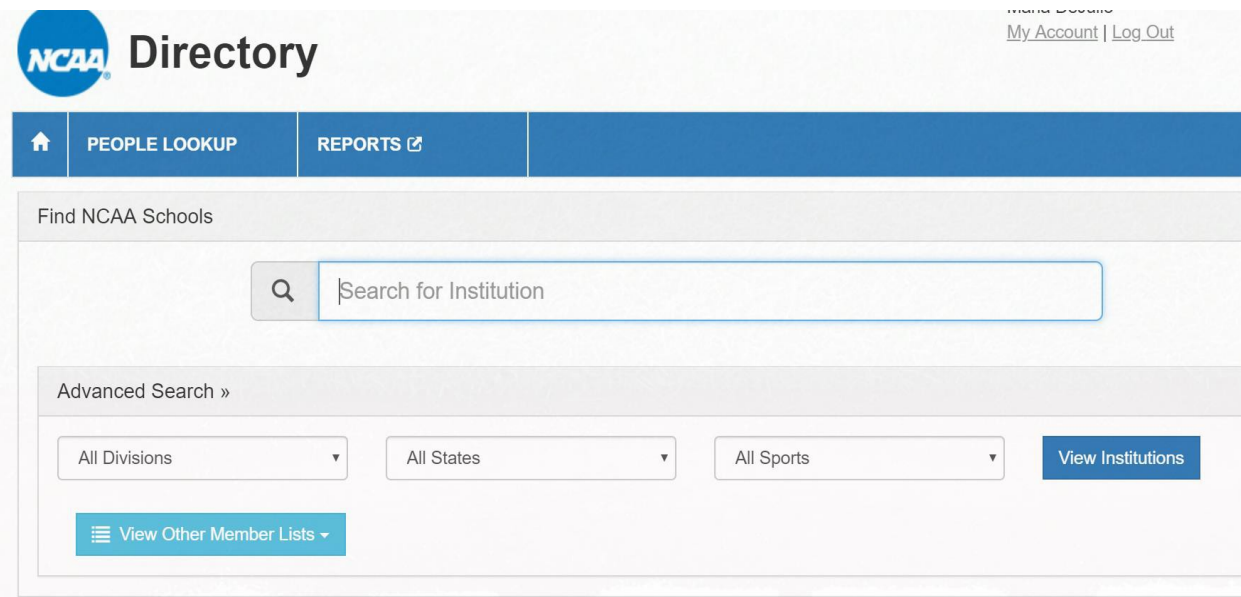 My Account | Log Out
NCAA Directory
PEOPLE LOOKUP
REPORTS
Find NCAA Schools
Search for Institution
Advanced Search »
All Divisions
All States
All Sports
View Institutions
View Other Member Lists